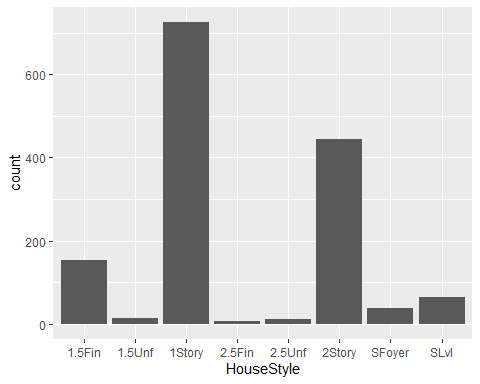 600
400
200
0
count
1.5Fin 1.5Unf 1Story 2.5Fin 2.5Unf 2Story SFoyer SLvl
HouseStyle